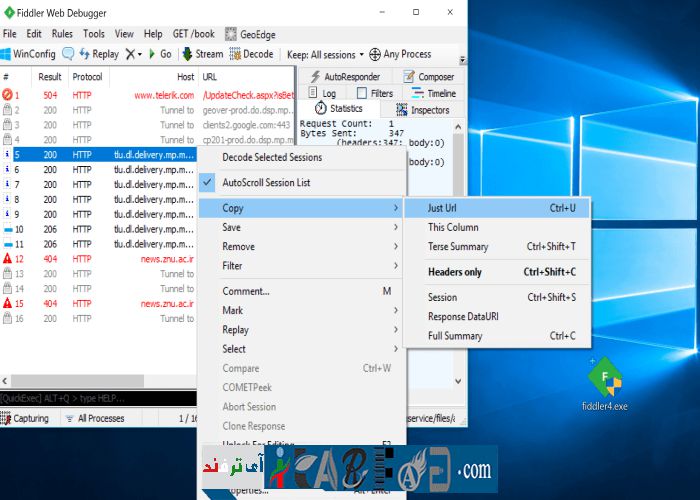 Fiddler Web Debugger
File Edit Rules Tools View Help GET /book GeoEdge
WinConfig Replay Go Stream Decode Keep: All sessions Any Process
# Result Protocol Host URL
1 504 HTTP www.telerik.com /UpdateCheck.aspx?isBet
2 200 HTTP Tunnel to geover-prod.do.dsp.mp.m...
3 200 HTTP Tunnel to clients2.google.com:443
4 200 HTTP Tunnel to cp201-prod.do.dsp.mp.m...
5 200 HTTP tlu.dl.delivery.mp.m...
6 200 HTTP tlu.dl.delivery.mp.m...
7 200 HTTP tlu.dl.delivery.mp.m...
8 200 HTTP tlu.dl.delivery.mp.m...
9 200 HTTP tlu.dl.delivery.mp.m...
10 206 HTTP tlu.dl.delivery.mp.m...
11 206 HTTP tlu.dl.delivery.mp.m...
12 404 HTTP news.znu.ac.ir
13 200 HTTP Tunnel to
14 200 HTTP Tunnel to
15 404 HTTP news.znu.ac.ir
16 200 HTTP Tunnel to
AutoResponder Composer
Log Filters Timeline
Statistics Inspectors
Request Count: 1
Bytes Sent: 347
(headers:347; body:0)
body:0)
Decode Selected Sessions
AutoScroll Session List
Copy
Save
Remove
Filter
Comment... M
Mark
Replay
Select
Compare Ctrl+W
COMETPeek
Abort Session
Clone Response
Unlock For Editing F2
Properties... Alt+Enter
Just Url Ctrl+U
This Column
Terse Summary Ctrl+Shift+T
Headers only Ctrl+Shift+C
Session Ctrl+Shift+S
Response DataURI
Full Summary Ctrl+C
[QuickExec] ALT+Q > type HELP...
Capturing All Processes 1 / 16
service/files/
fiddler4.exe
آی ترفند
.com